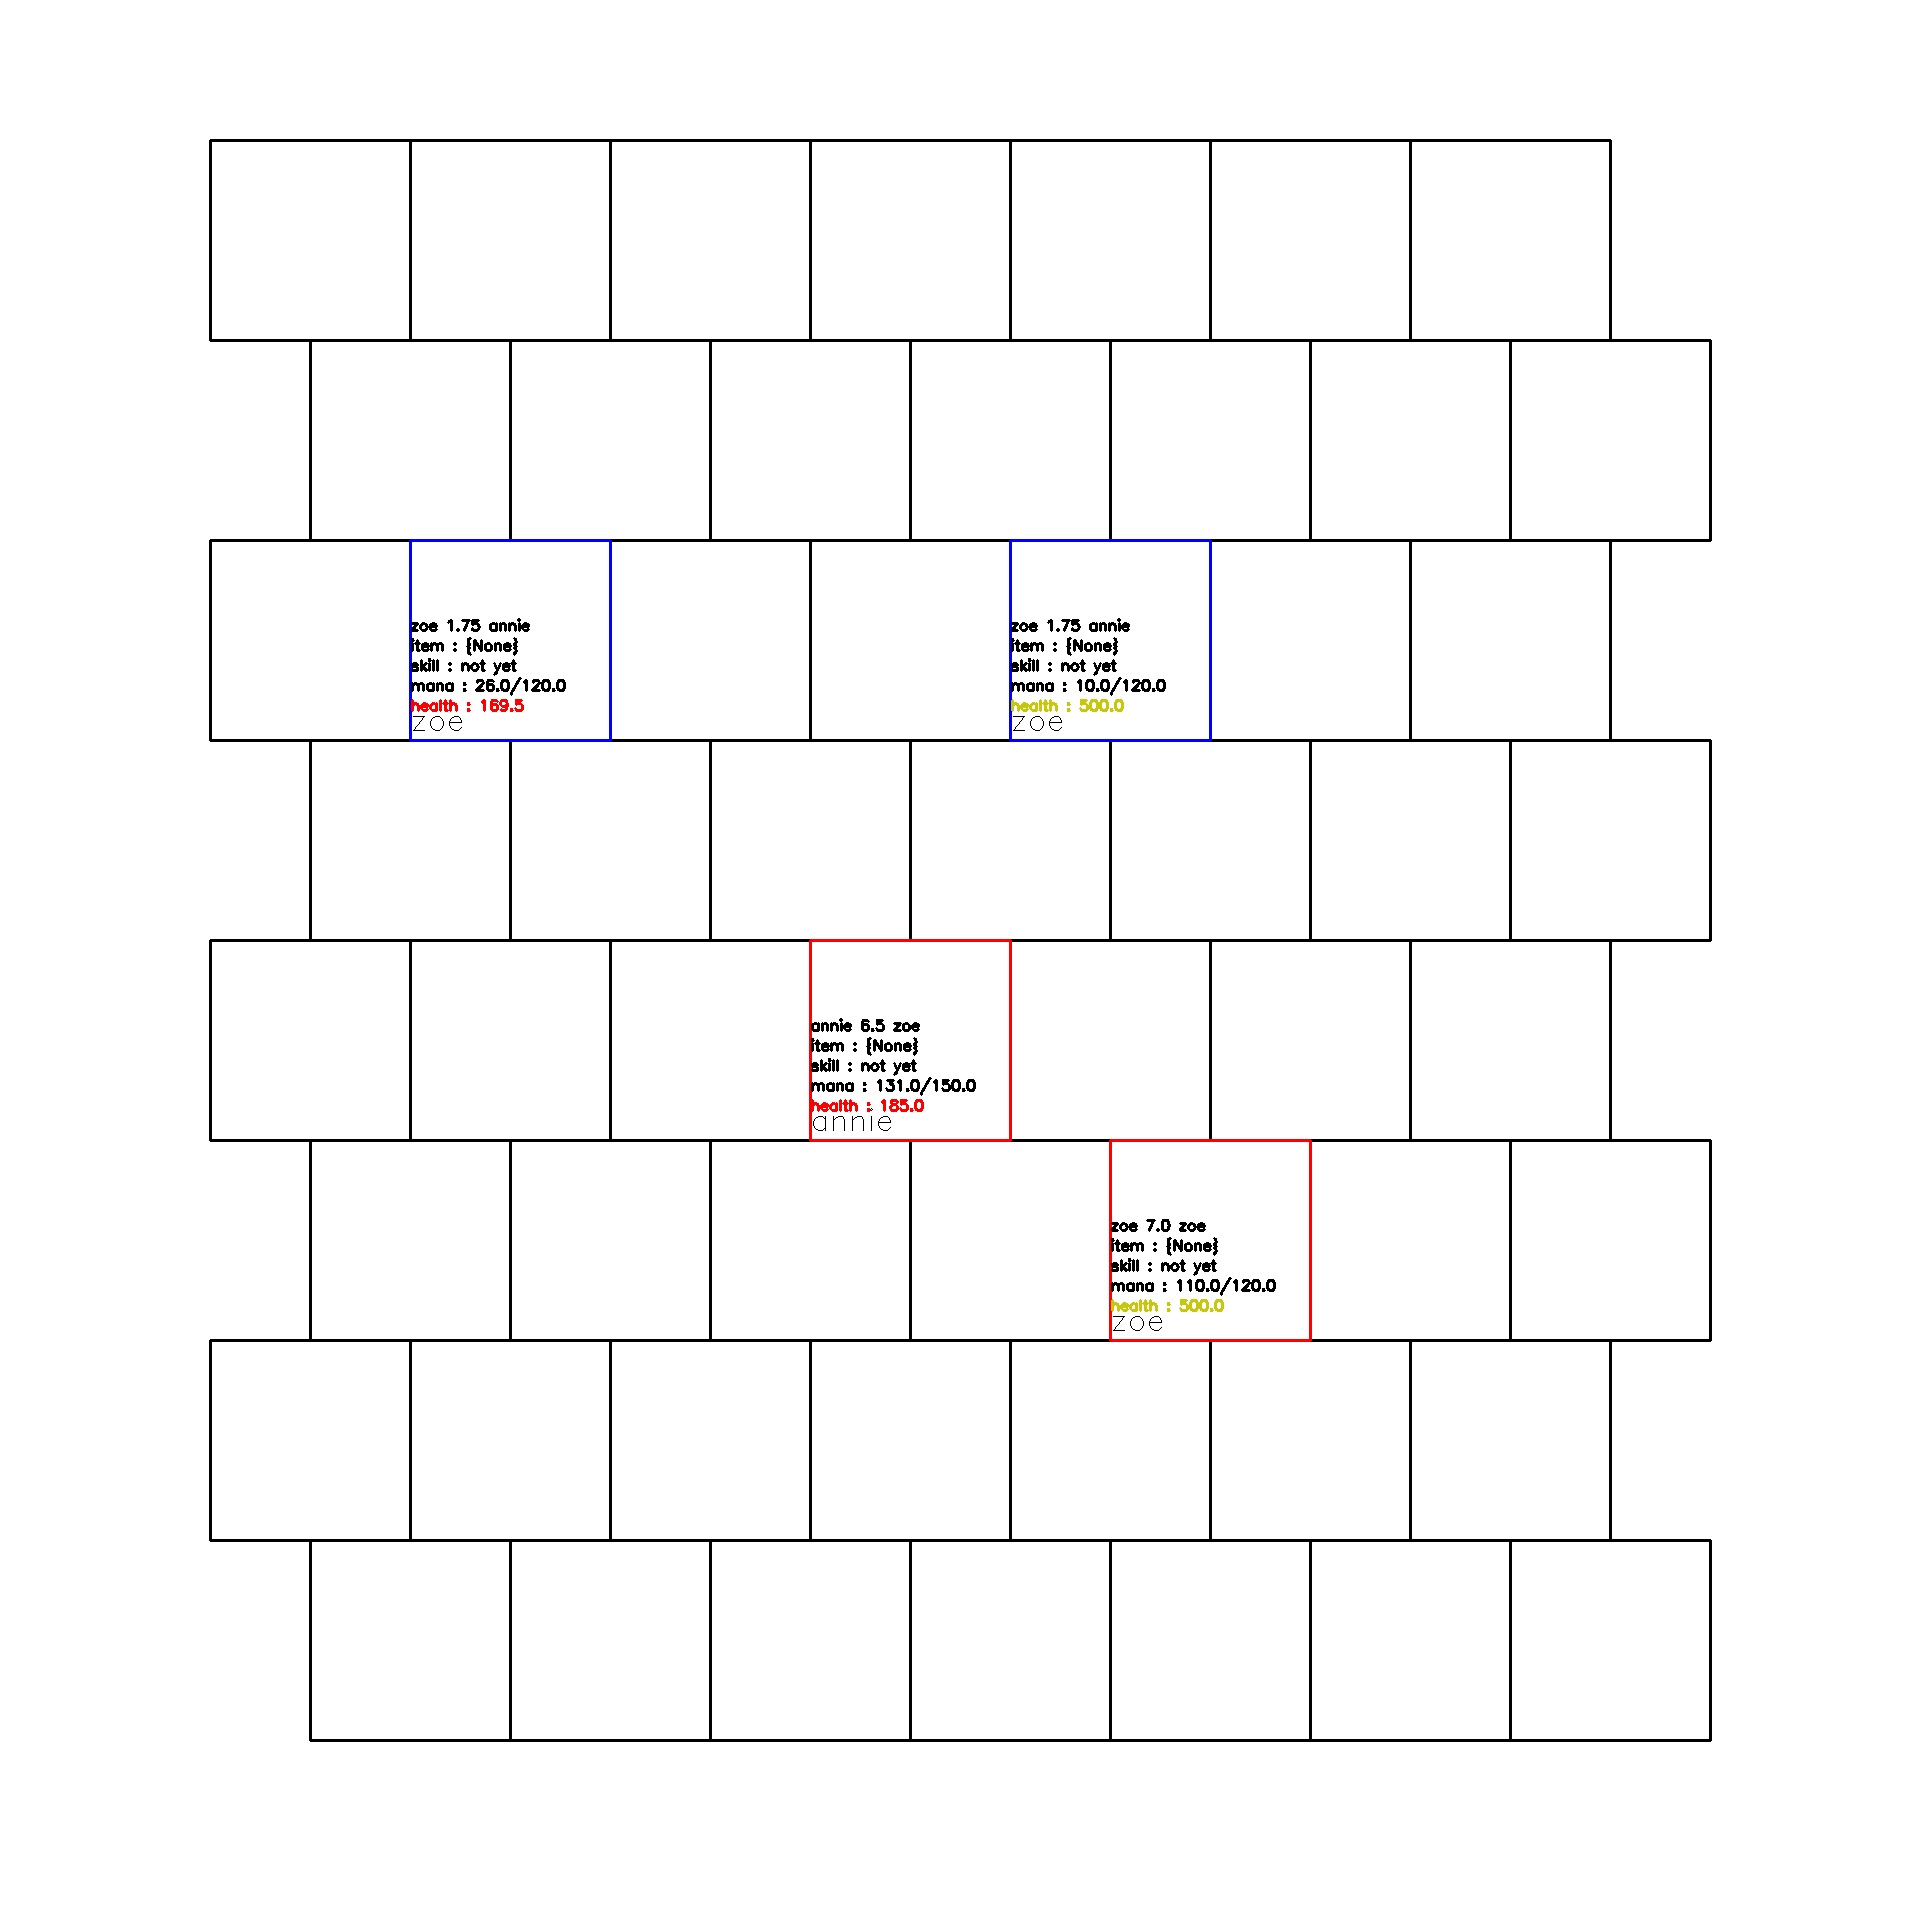 zoe 1.75 annie
item : {None}
skill : not yet
mana : 26.0/120.0
health : 169.5
zoe
zoe 1.75 annie
item : {None}
skill : not yet
mana : 10.0/120.0
health : 500.0
zoe
annie 6.5 zoe
item : {None}
skill : not yet
mana : 131.0/150.0
health : 185.0
annie
zoe 7.0 zoe
item : {None}
skill : not yet
mana : 110.0/120.0
health : 500.0
zoe